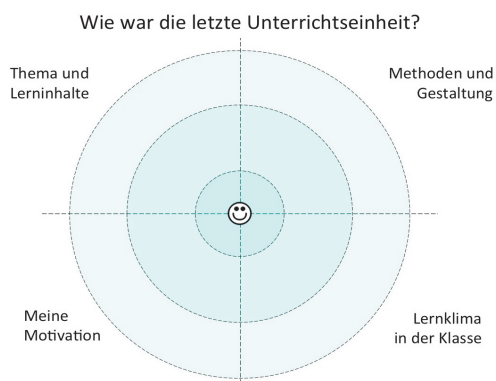 Wie war die letzte Unterrichtseinheit?
Thema und
Lerninhalte
Methoden und
Gestaltung
Meine
Motivation
Lernklima
in der Klasse